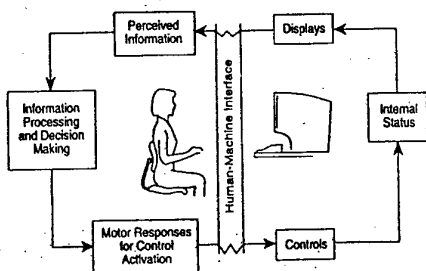 Perceived
Information
Displays
Information
Processing
and Decision
Making
Human-Machine Interface
Internal
Status
Motor Responses
for Control
Activation
Controls